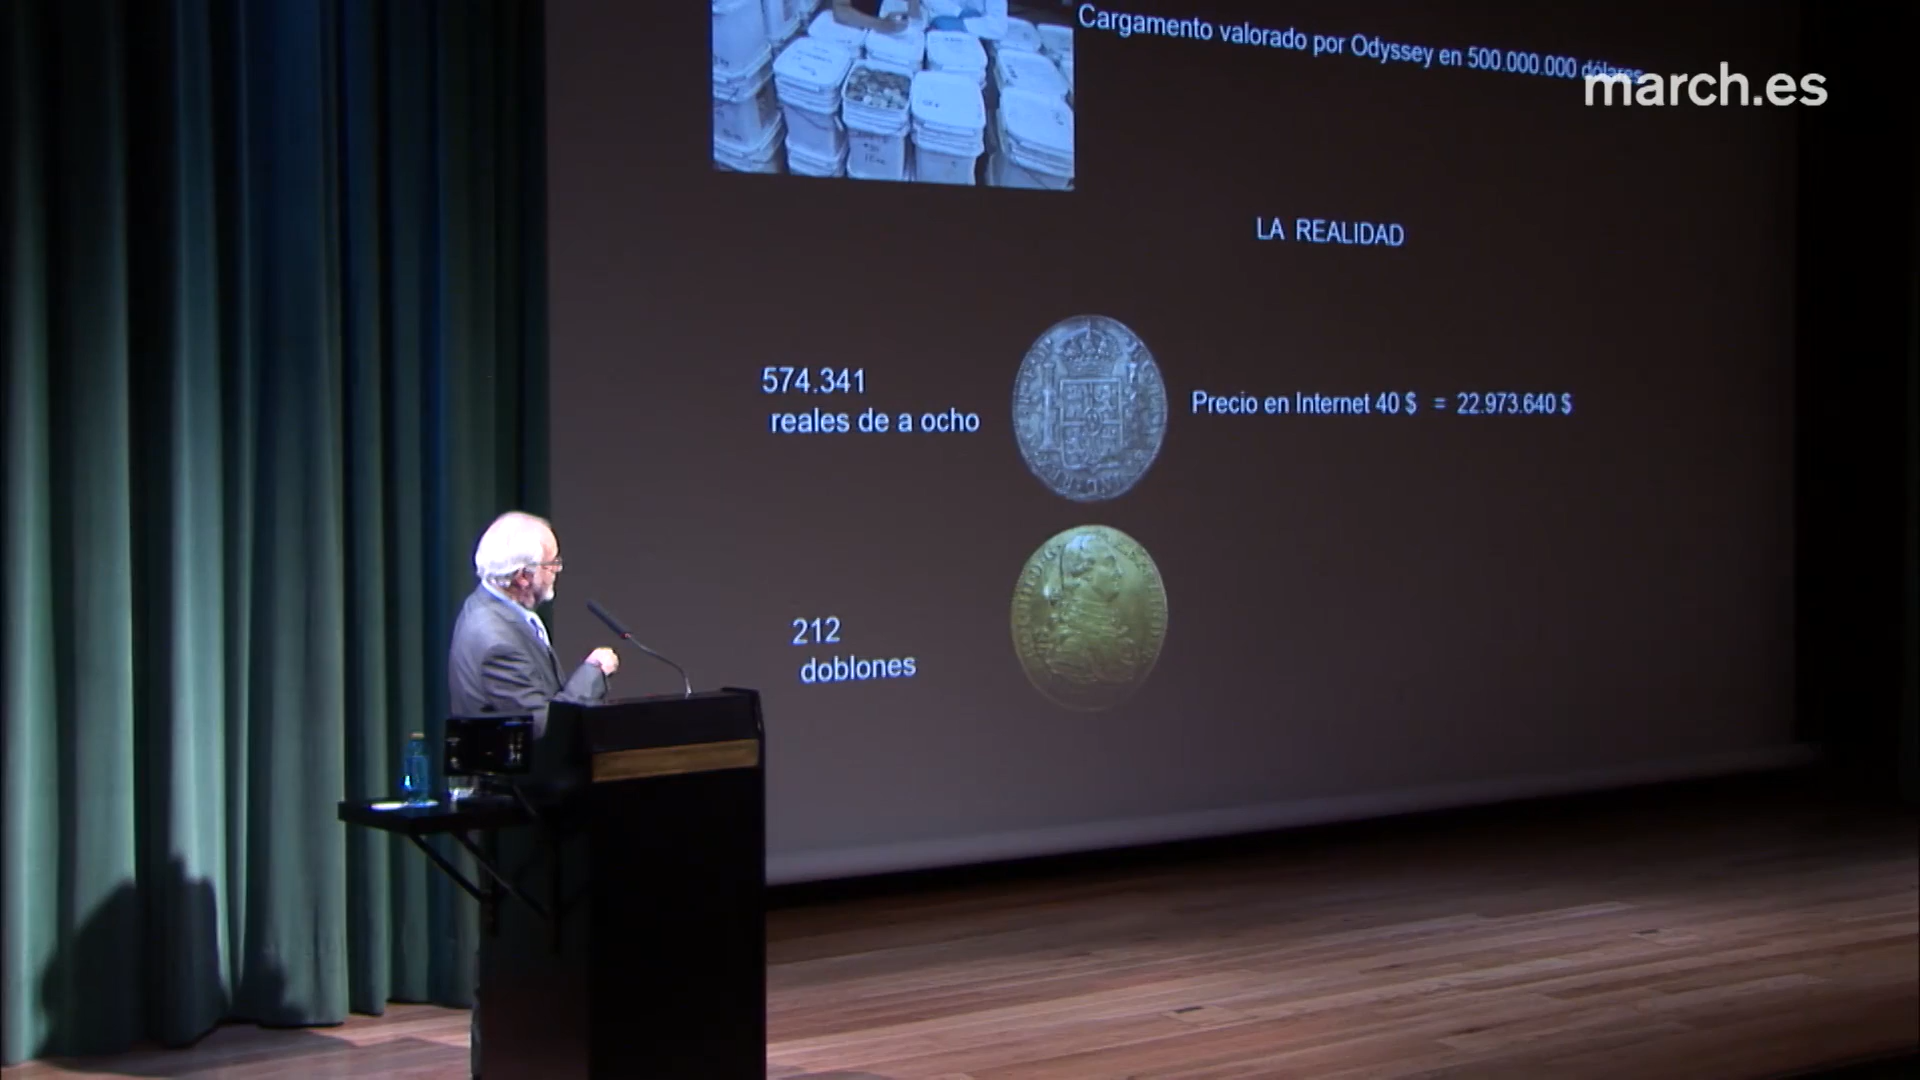 Cargamento valorado por Odyssey en 500.000.000 dólares
march.es
LA REALIDAD
574.341
reales de a ocho
Precio en Internet 40 $ = 22.973.640 $
212
doblones